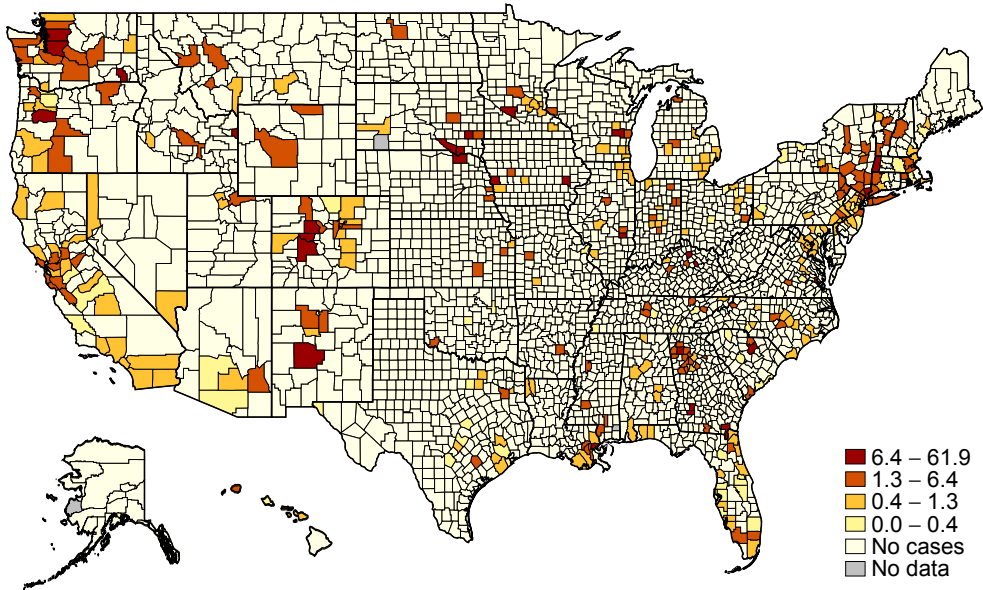 6.4 – 61.9
1.3 – 6.4
0.4 – 1.3
0.0 – 0.4
No cases
No data